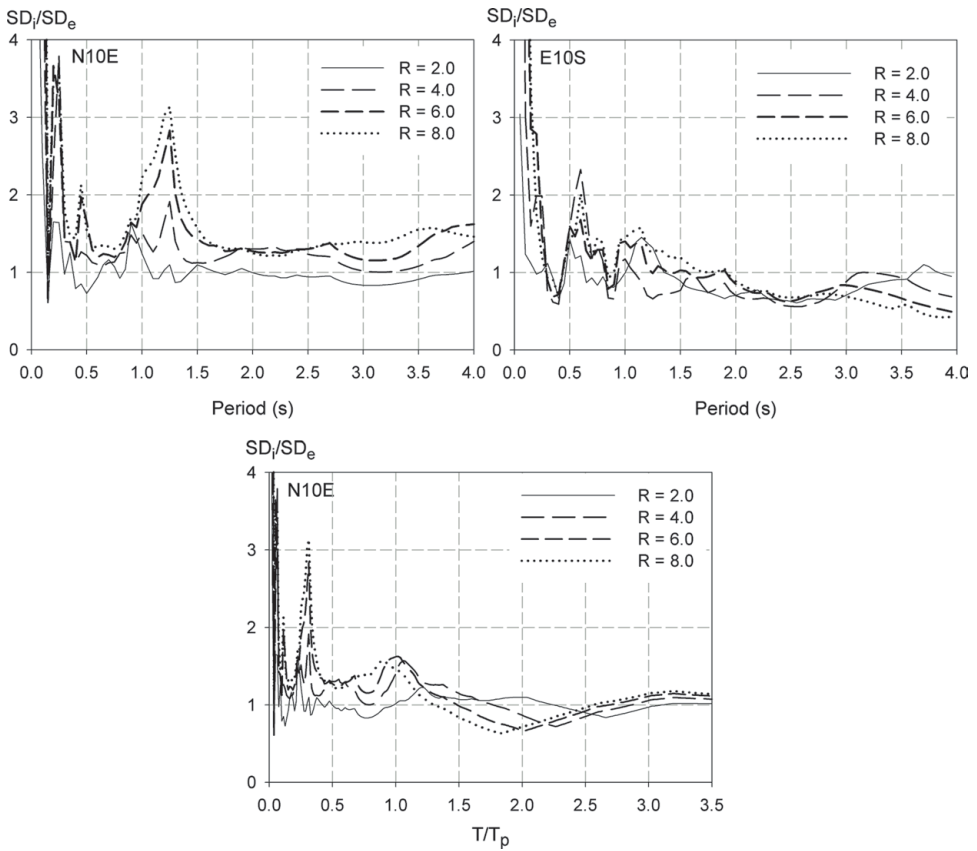 SDi/SDe
4
3
2
1
0
N10E
R = 2.0
R = 4.0
R = 6.0
R = 8.0
0.0 0.5 1.0 1.5 2.0 2.5 3.0 3.5 4.0
Period (s)
SDi/SDe
4
3
2
1
0
E10S
R = 2.0
R = 4.0
R = 6.0
R = 8.0
0.0 0.5 1.0 1.5 2.0 2.5 3.0 3.5 4.0
Period (s)
SDi/SDe
4
3
2
1
0
N10E
R = 2.0
R = 4.0
R = 6.0
R = 8.0
0.0 0.5 1.0 1.5 2.0 2.5 3.0 3.5
T/Tp